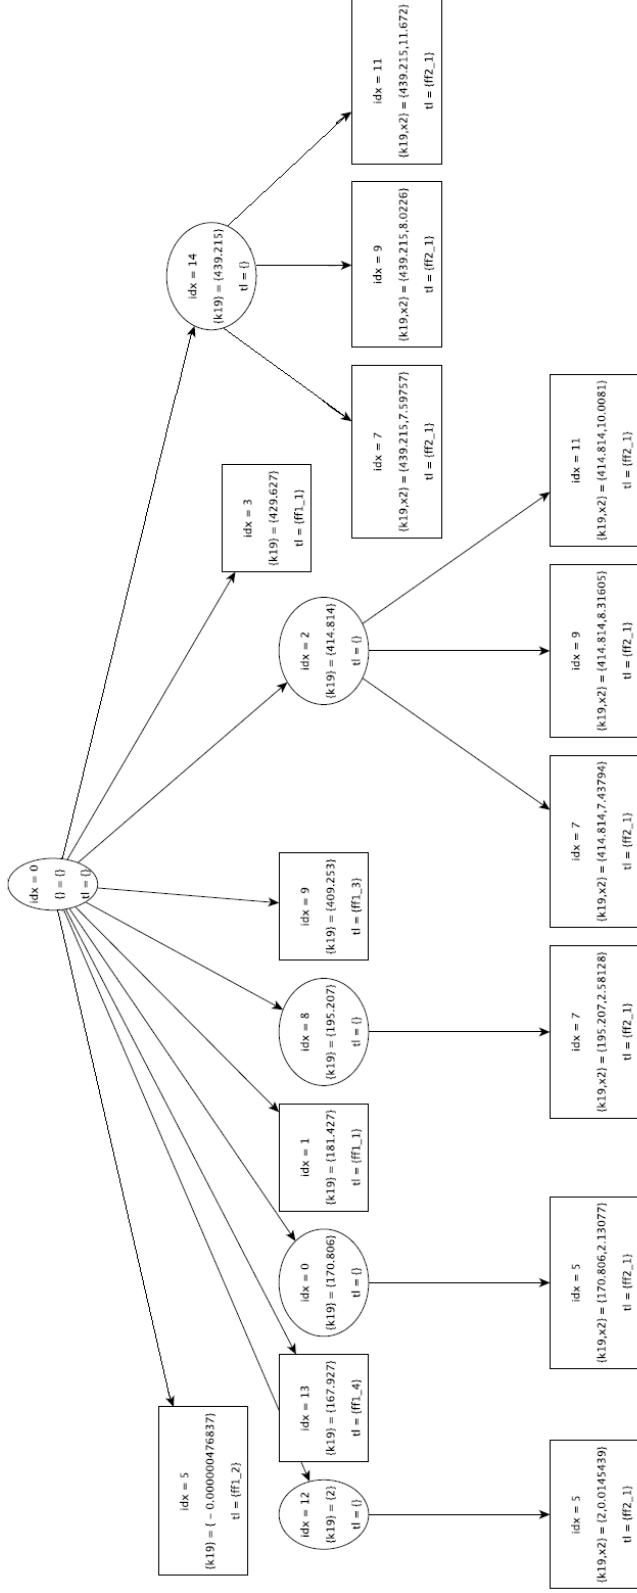 idx = 0
{} = {}
tl = {}
idx = 5
{k19} = { − 0.000000476837}
tl = {ff1_2}
idx = 12
{k19} = {2}
tl = {}
idx = 13
{k19} = {167.927}
tl = {ff1_4}
idx = 0
{k19} = {170.806}
tl = {}
idx = 1
{k19} = {181.427}
tl = {ff1_1}
idx = 8
{k19} = {195.207}
tl = {}
idx = 9
{k19} = {409.253}
tl = {ff1_3}
idx = 2
{k19} = {414.814}
tl = {}
idx = 3
{k19} = {429.627}
tl = {ff1_1}
idx = 14
{k19} = {439.215}
tl = {}
idx = 5
{k19,x2} = {2,0.0145439}
tl = {ff2_1}
idx = 5
{k19,x2} = {170.806,2.13077}
tl = {ff2_1}
idx = 7
{k19,x2} = {195.207,2.58128}
tl = {ff2_1}
idx = 7
{k19,x2} = {414.814,7.43794}
tl = {ff2_1}
idx = 9
{k19,x2} = {414.814,8.31605}
tl = {ff2_1}
idx = 11
{k19,x2} = {414.814,10.0081}
tl = {ff2_1}
idx = 7
{k19,x2} = {439.215,7.59757}
tl = {ff2_1}
idx = 9
{k19,x2} = {439.215,8.0226}
tl = {ff2_1}
idx = 11
{k19,x2} = {439.215,11.672}
tl = {ff2_1}